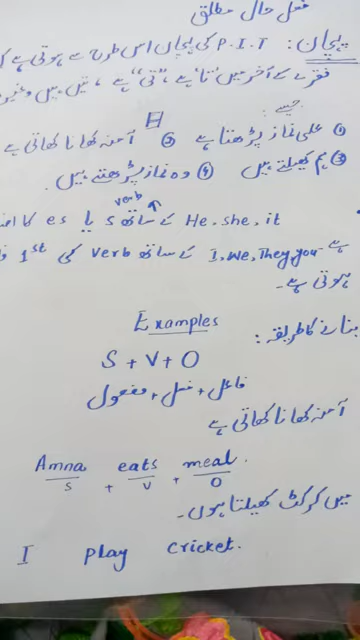 فعل حال مطلق
پہچان: P.I.T کی پہچان اس طرح سے ہوتی ہے ک
فقرے کے آخر میں "تا" ہے، "تی" ہے، تے ہیں وغیر
جیسے:
① علی نماز پڑھتا ہے ② آمنہ کھانا کھاتی ہے
③ ہم کھیلتے ہیں ④ وہ نماز پڑھتے ہیں۔
He, she, it کے ساتھ verb s یا es کا
I, we, They, you کے ساتھ verb کی 1st
ہوتی ہے۔
Examples
بنانے کا طریقہ:
S + V + O
فاعل + فعل + مفعول
آمنہ کھانا کھاتی ہے
Amna eats meal.
S + V + O
میں کرکٹ کھیلتا ہوں۔
I play cricket.